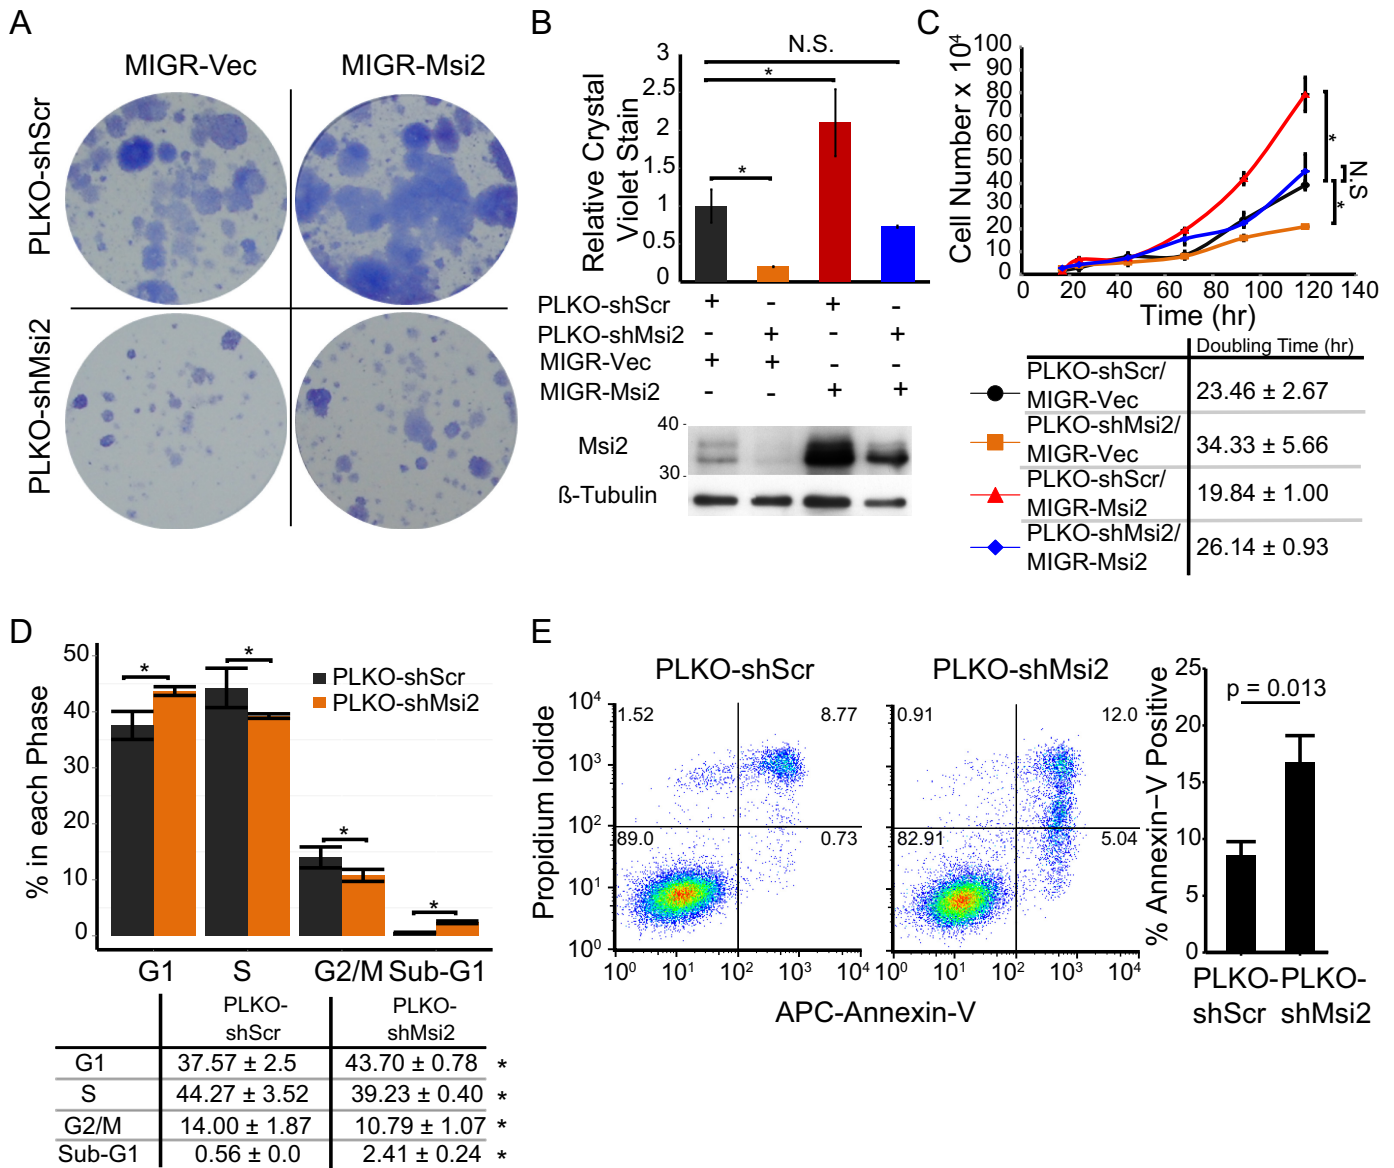 A
MIGR-Vec
MIGR-Msi2
PLKO-shScr
PLKO-shMsi2
B
N.S.
*
*
Relative Crystal
Violet Stain
3
2.5
2
1.5
1
0.5
0
PLKO-shScr + - + -
PLKO-shMsi2 - + - +
MIGR-Vec + + - -
MIGR-Msi2 - - + +
40 -
Msi2
30 -
ß-Tubulin
C
Cell Number x 10⁴
100
90
80
70
60
50
40
30
20
10
0
0 20 40 60 80 100 120 140
Time (hr)
*
N.S
*
Doubling Time (hr)
PLKO-shScr/
MIGR-Vec
23.46 ± 2.67
PLKO-shMsi2/
MIGR-Vec
34.33 ± 5.66
PLKO-shScr/
MIGR-Msi2
19.84 ± 1.00
PLKO-shMsi2/
MIGR-Msi2
26.14 ± 0.93
D
% in each Phase
50
40
30
20
10
0
*
*
*
*
PLKO-shScr
PLKO-shMsi2
G1 S G2/M Sub-G1
PLKO-
shScr
PLKO-
shMsi2
G1 37.57 ± 2.5 43.70 ± 0.78 *
S 44.27 ± 3.52 39.23 ± 0.40 *
G2/M 14.00 ± 1.87 10.79 ± 1.07 *
Sub-G1 0.56 ± 0.0 2.41 ± 0.24 *
E
PLKO-shScr
PLKO-shMsi2
Propidium Iodide
10⁴
10³
10²
10¹
10⁰
1.52 8.77
89.0 0.73
10⁰ 10¹ 10² 10³ 10⁴
10⁴
10³
10²
10¹
10⁰
0.91 12.0
82.91 5.04
10⁰ 10¹ 10² 10³ 10⁴
APC-Annexin-V
% Annexin-V Positive
25
20
15
10
5
0
p = 0.013
PLKO-
shScr
PLKO-
shMsi2